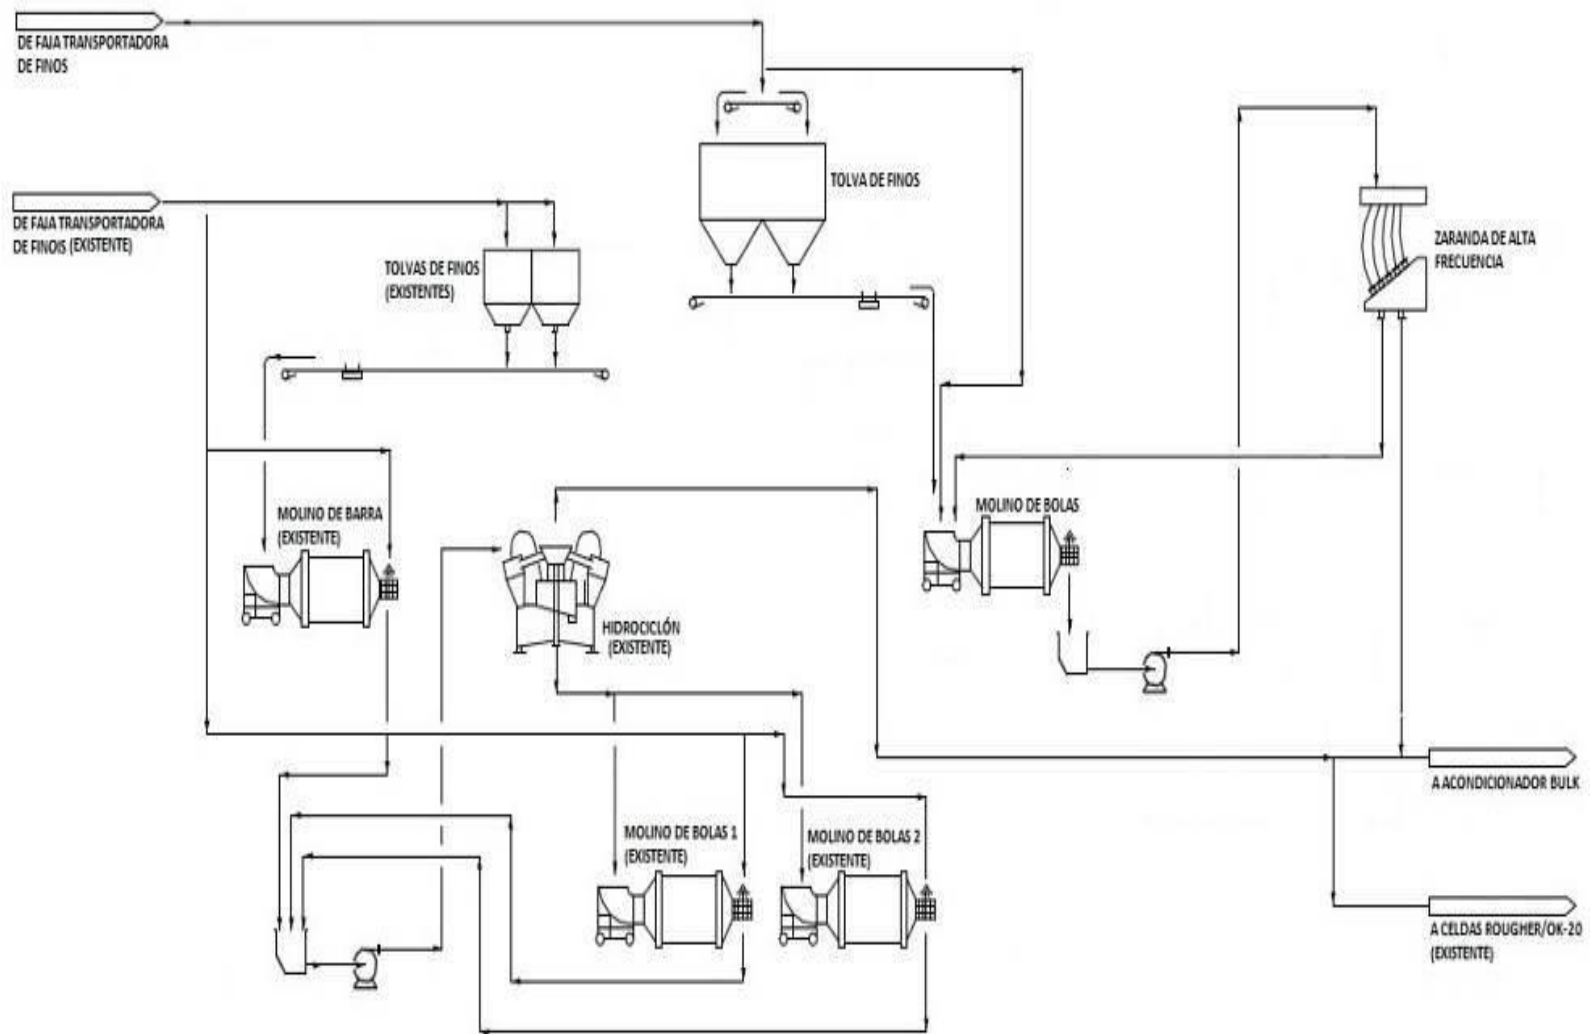 DE FAJA TRANSPORTADORA
DE FINOS
TOLVA DE FINOS
DE FAJA TRANSPORTADORA
DE FINOIS (EXISTENTE)
TOLVAS DE FINOS
(EXISTENTES)
ZARANDA DE ALTA
FRECUENCIA
MOLINO DE BARRA
(EXISTENTE)
MOLINO DE BOLAS
HIDROCICLÓN
(EXISTENTE)
A ACONDICIONADOR BULK
MOLINO DE BOLAS 1
(EXISTENTE)
MOLINO DE BOLAS 2
(EXISTENTE)
A CELDAS ROUGHER/OK-20
(EXISTENTE)